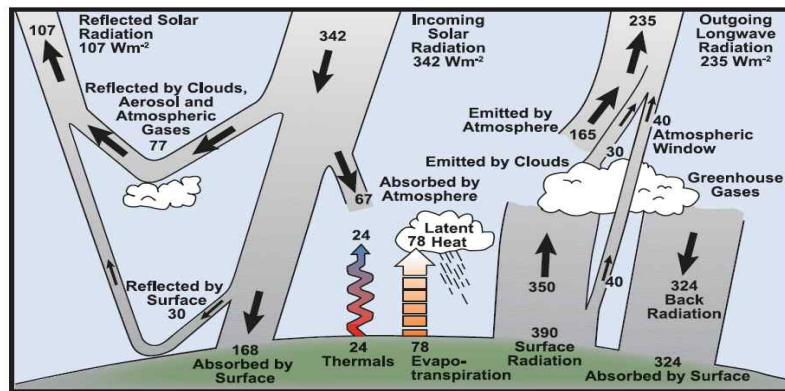 107
Reflected Solar
Radiation
107 Wm-2
Reflected by Clouds,
Aerosol and
Atmospheric
Gases
77
342
Incoming
Solar
Radiation
342 Wm-2
67
Absorbed by
Atmosphere
235
Outgoing
Longwave
Radiation
235 Wm-2
Emitted by
Atmosphere
165
Emitted by Clouds
30
40
Atmospheric
Window
Greenhouse
Gases
Reflected by
Surface
30
168
Absorbed by
Surface
24
24
Thermals
Latent
78 Heat
78
Evapo-
transpiration
350
40
390
Surface
Radiation
324
Back
Radiation
324
Absorbed by Surface